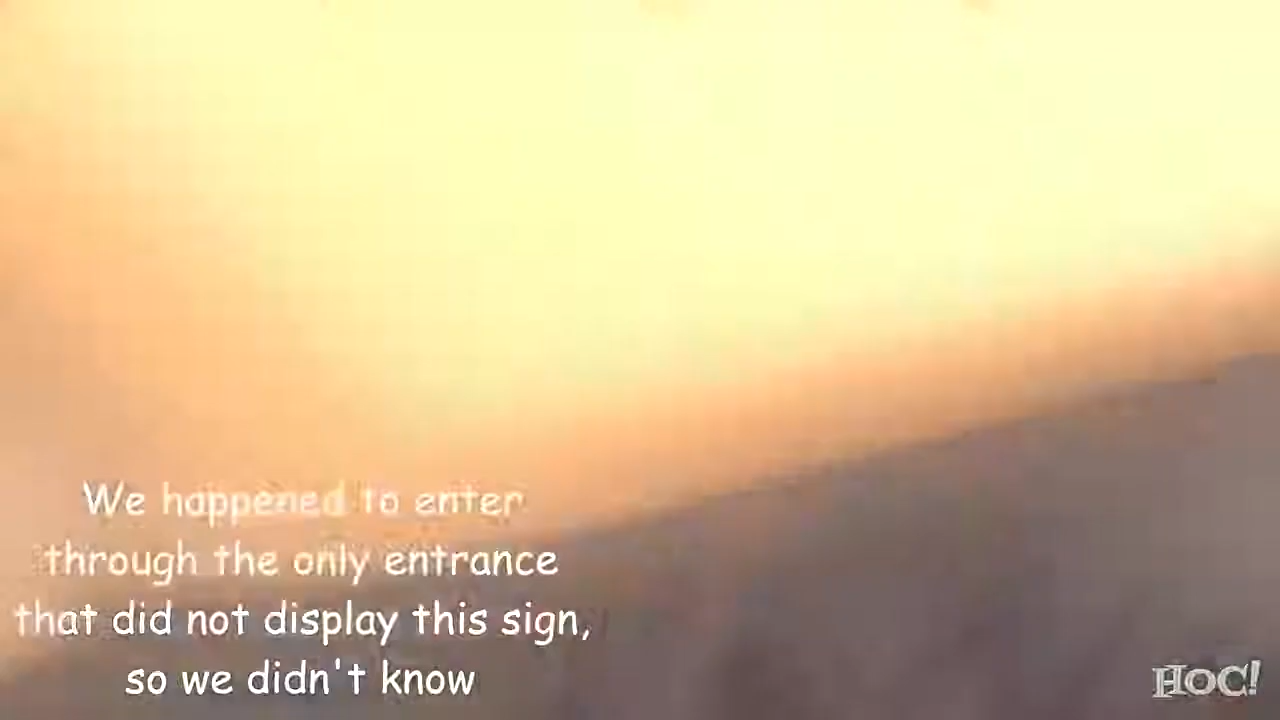 We happened to enter
through the only entrance
that did not display this sign,
so we didn't know
HOC!